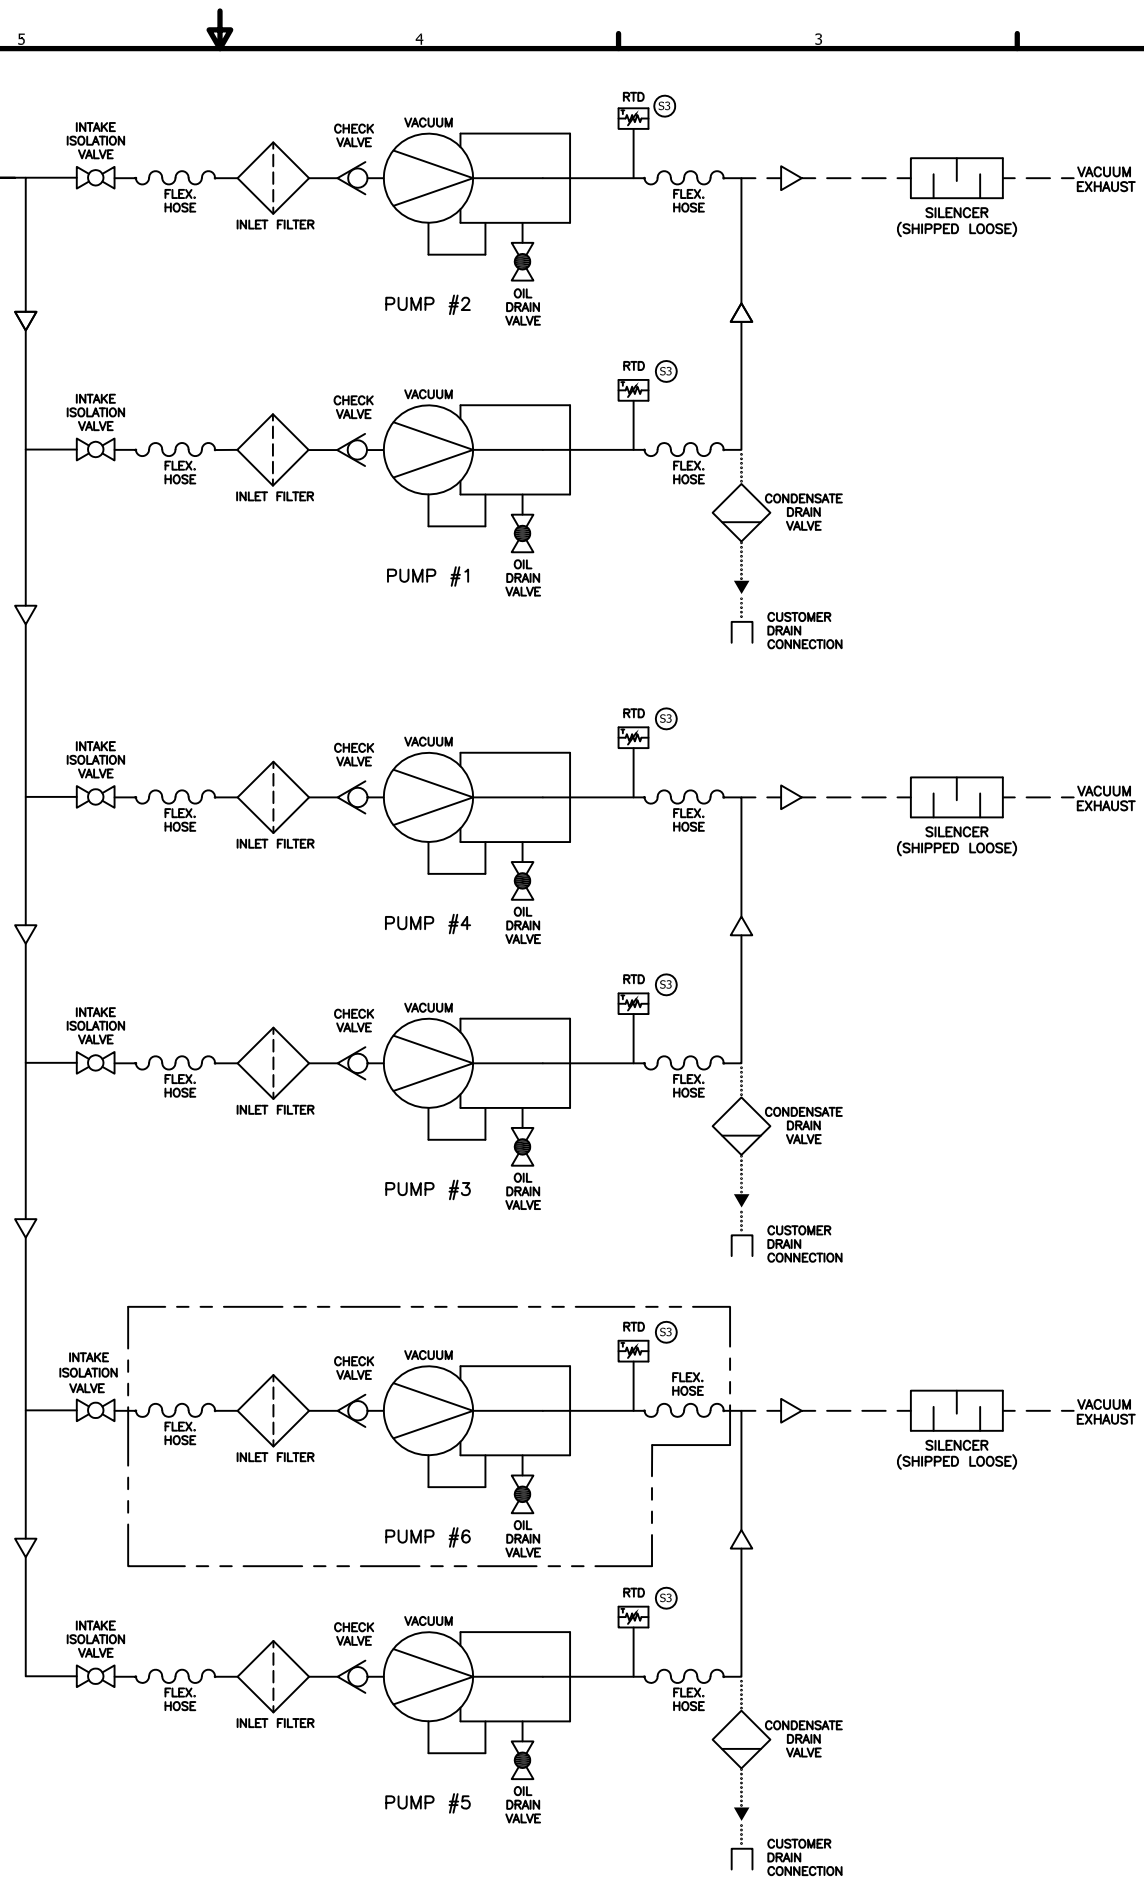 5
4
3
INTAKE
ISOLATION
VALVE
FLEX.
HOSE
INLET FILTER
CHECK
VALVE
VACUUM
PUMP #2
OIL
DRAIN
VALVE
RTD
S3
FLEX.
HOSE
SILENCER
(SHIPPED LOOSE)
VACUUM
EXHAUST
INTAKE
ISOLATION
VALVE
FLEX.
HOSE
INLET FILTER
CHECK
VALVE
VACUUM
PUMP #1
OIL
DRAIN
VALVE
RTD
S3
FLEX.
HOSE
CONDENSATE
DRAIN
VALVE
CUSTOMER
DRAIN
CONNECTION
INTAKE
ISOLATION
VALVE
FLEX.
HOSE
INLET FILTER
CHECK
VALVE
VACUUM
PUMP #4
OIL
DRAIN
VALVE
RTD
S3
FLEX.
HOSE
SILENCER
(SHIPPED LOOSE)
VACUUM
EXHAUST
INTAKE
ISOLATION
VALVE
FLEX.
HOSE
INLET FILTER
CHECK
VALVE
VACUUM
PUMP #3
OIL
DRAIN
VALVE
RTD
S3
FLEX.
HOSE
CONDENSATE
DRAIN
VALVE
CUSTOMER
DRAIN
CONNECTION
INTAKE
ISOLATION
VALVE
FLEX.
HOSE
INLET FILTER
CHECK
VALVE
VACUUM
PUMP #6
OIL
DRAIN
VALVE
RTD
S3
FLEX.
HOSE
SILENCER
(SHIPPED LOOSE)
VACUUM
EXHAUST
INTAKE
ISOLATION
VALVE
FLEX.
HOSE
INLET FILTER
CHECK
VALVE
VACUUM
PUMP #5
OIL
DRAIN
VALVE
RTD
S3
FLEX.
HOSE
CONDENSATE
DRAIN
VALVE
CUSTOMER
DRAIN
CONNECTION